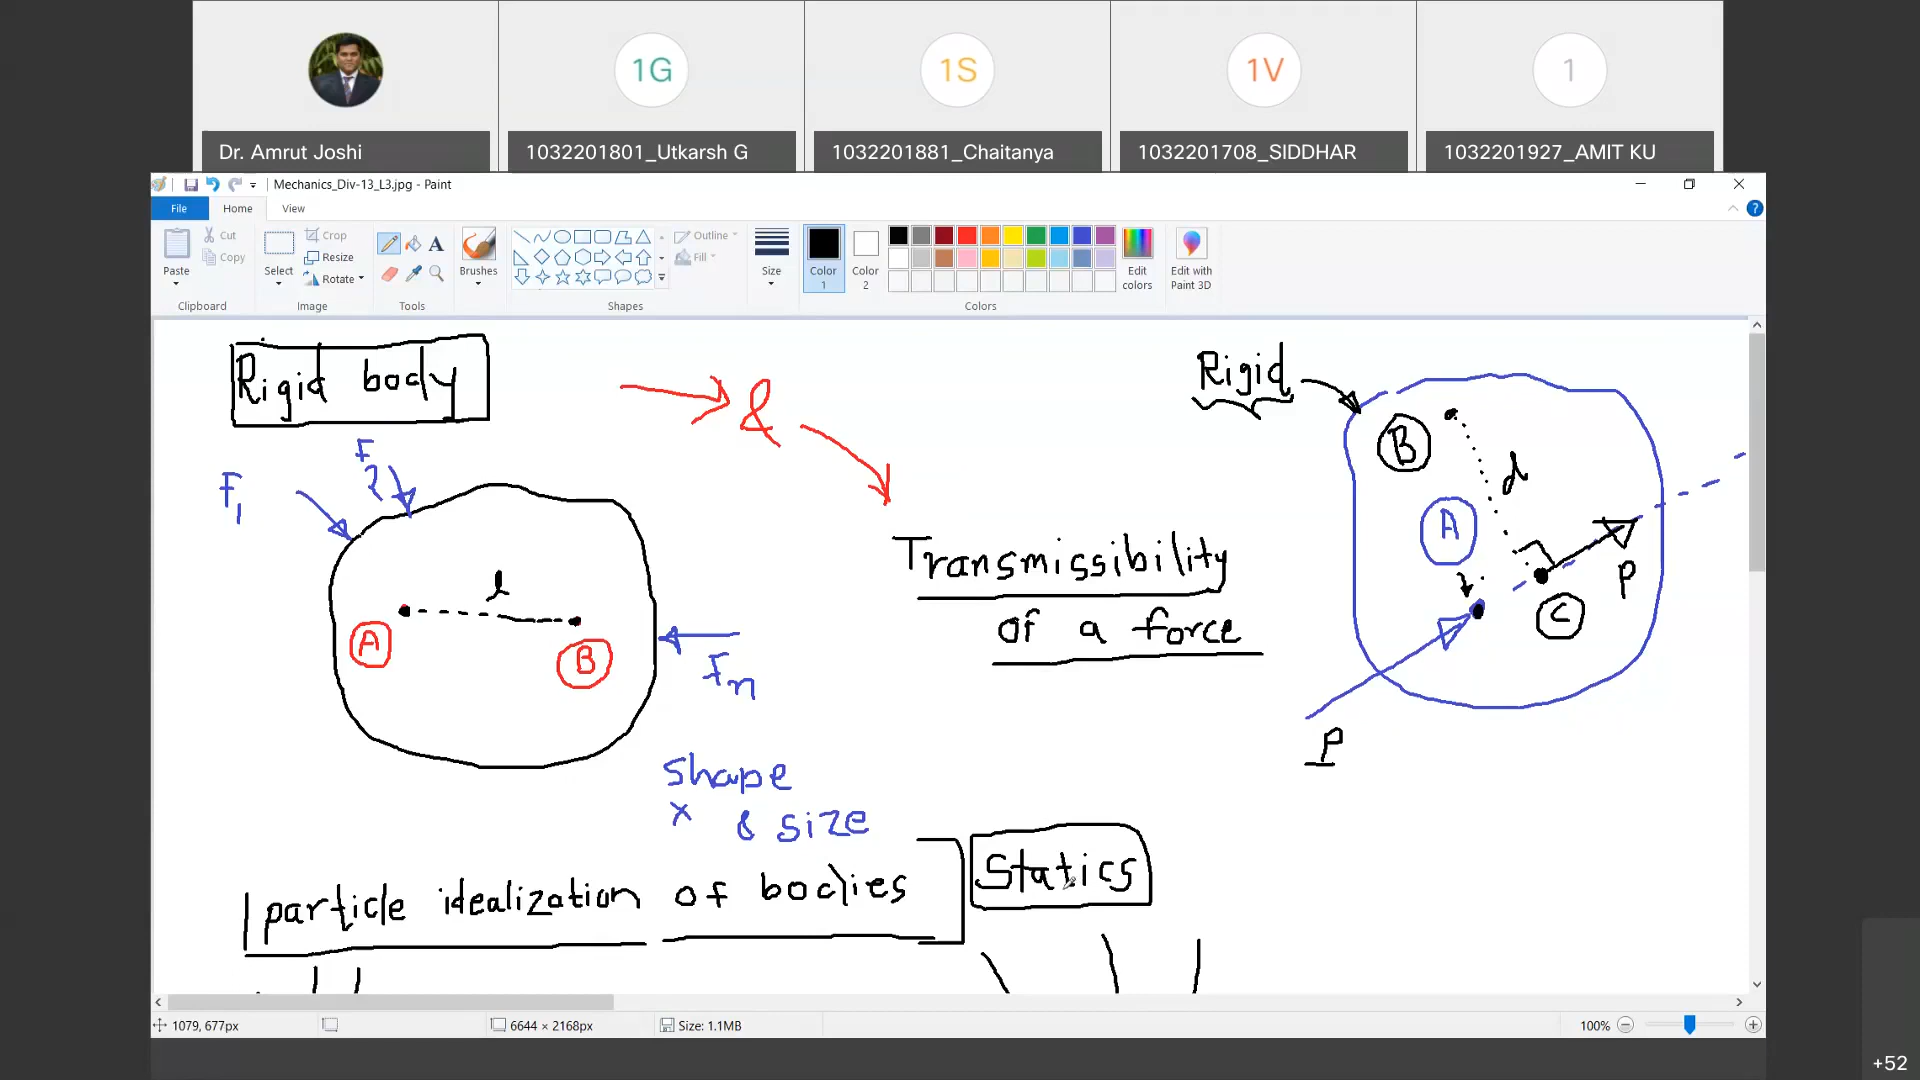 1G
1S
1V
1
Dr. Amrut Joshi
1032201801_Utkarsh G
1032201881_Chaitanya
1032201708_SIDDHAR
1032201927_AMIT KU
Mechanics_Div-13_L3.jpg - Paint
File
Home
View
Paste
Cut
Copy
Clipboard
Select
Crop
Resize
Rotate
Image
A
Tools
Brushes
Outline
Fill
Shapes
Size
Color
1
Color
2
Edit
colors
Colors
Edit with
Paint 3D
?
Rigid body
&
Rigid
F1
F2
B
d
A
Transmissibility
of a force
l
P
C
A
B
Fn
P
shape
x & size
Statics
particle idealization of bodies
1079, 677px
6644 × 2168px
Size: 1.1MB
100%
+52